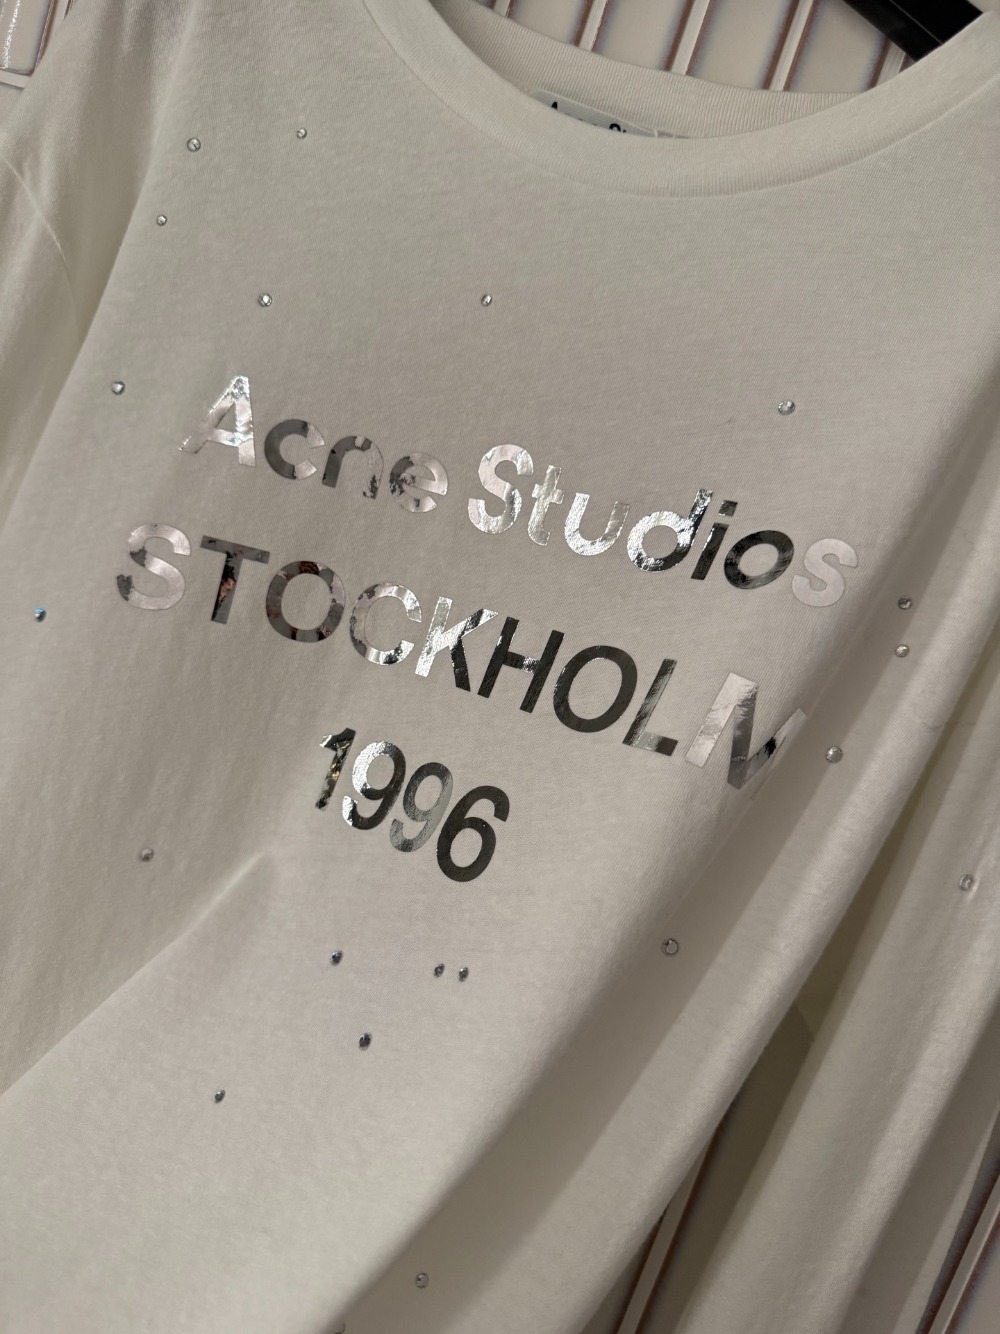 Acne Studios
STOCKHOLM
1996